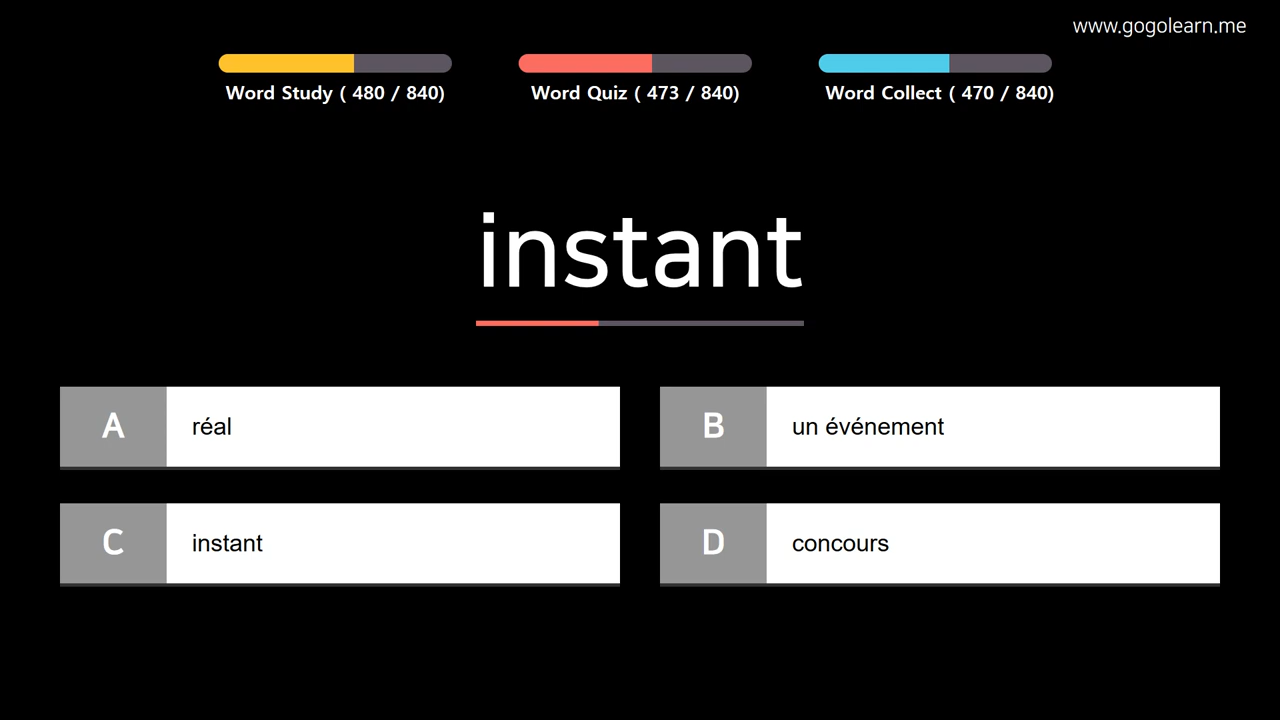 www.gogolearn.me
Word Study ( 480 / 840)
Word Quiz ( 473 / 840)
Word Collect ( 470 / 840)
instant
A
réal
B
un événement
C
instant
D
concours